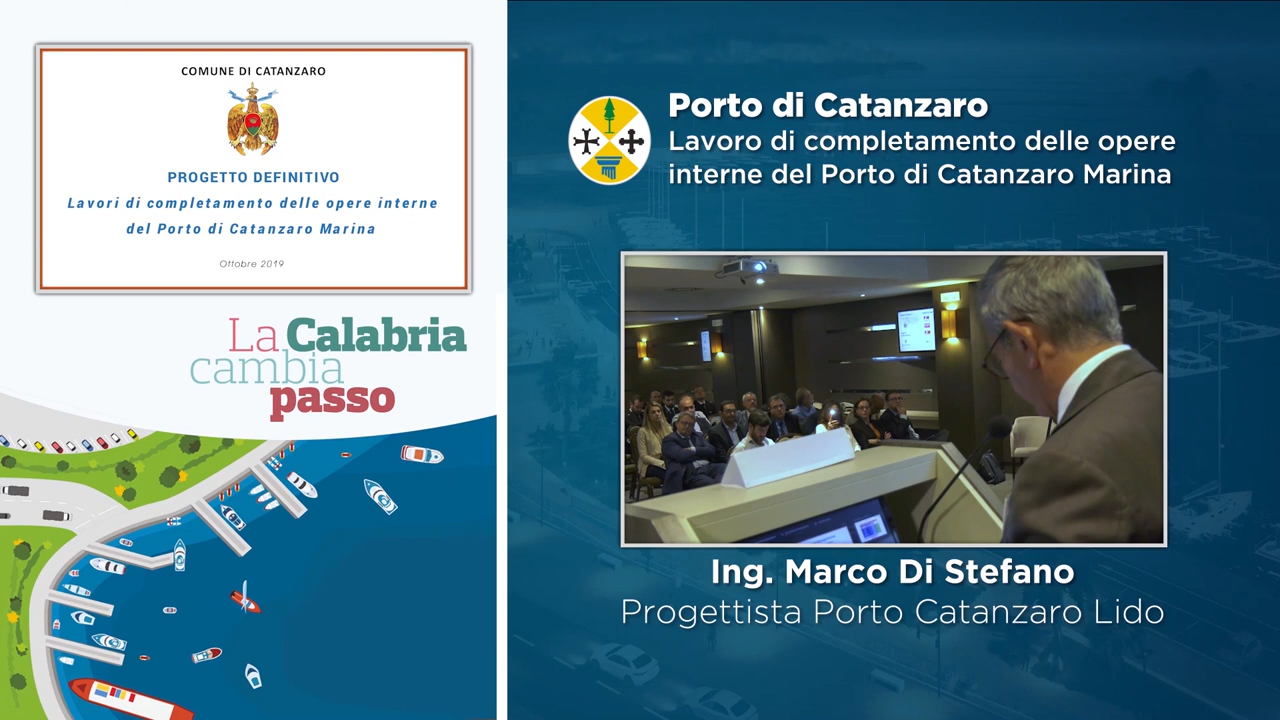 COMUNE DI CATANZARO
PROGETTO DEFINITIVO
Lavori di completamento delle opere interne
del Porto di Catanzaro Marina
Ottobre 2019
La Calabria
cambia
passo
Porto di Catanzaro
Lavoro di completamento delle opere
interne del Porto di Catanzaro Marina
Ing. Marco Di Stefano
Progettista Porto Catanzaro Lido